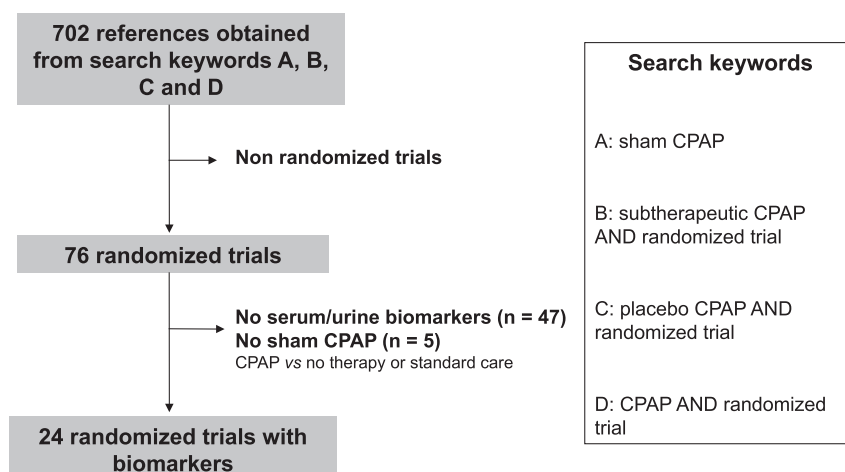 702 references obtained
from search keywords A, B,
C and D
Non randomized trials
76 randomized trials
No serum/urine biomarkers (n = 47)
No sham CPAP (n = 5)
CPAP vs no therapy or standard care
24 randomized trials with
biomarkers
Search keywords
A: sham CPAP
B: subtherapeutic CPAP
AND randomized trial
C: placebo CPAP AND
randomized trial
D: CPAP AND randomized
trial